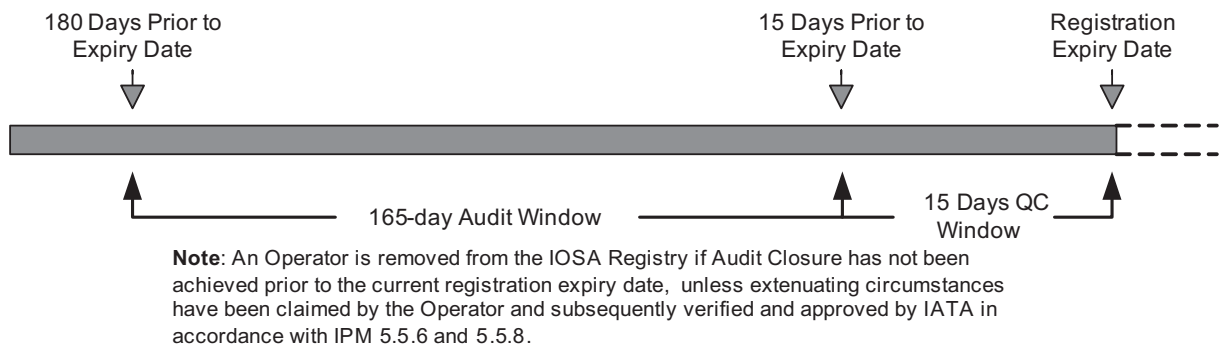 180 Days Prior to
Expiry Date
15 Days Prior to
Expiry Date
Registration
Expiry Date
165-day Audit Window
15 Days QC
Window
Note: An Operator is removed from the IOSA Registry if Audit Closure has not been
achieved prior to the current registration expiry date, unless extenuating circumstances
have been claimed by the Operator and subsequently verified and approved by IATA in
accordance with IPM 5.5.6 and 5.5.8.